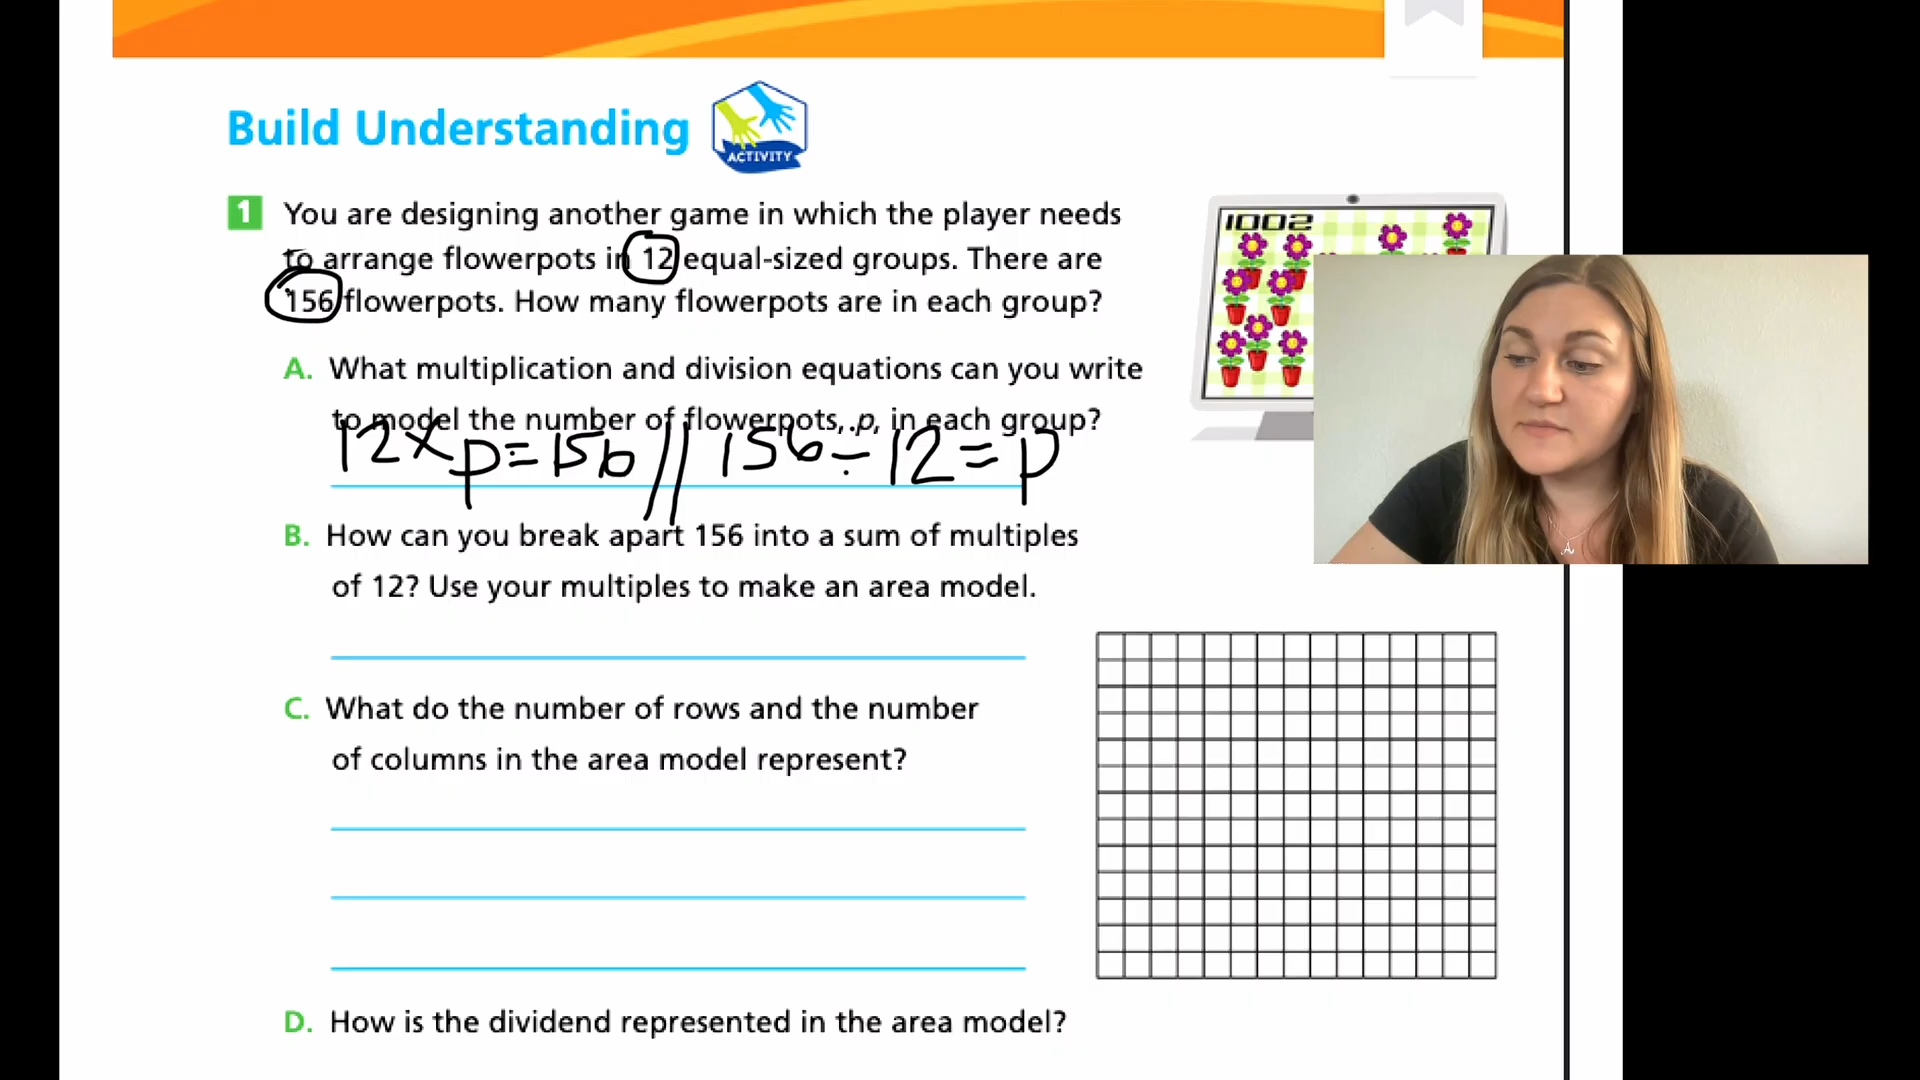 Build Understanding
ACTIVITY
1 You are designing another game in which the player needs
to arrange flowerpots in 12 equal-sized groups. There are
156 flowerpots. How many flowerpots are in each group?
1002
A. What multiplication and division equations can you write
to model the number of flowerpots, p, in each group?
12 × p = 156 // 156 ÷ 12 = p
B. How can you break apart 156 into a sum of multiples
of 12? Use your multiples to make an area model.
C. What do the number of rows and the number
of columns in the area model represent?
D. How is the dividend represented in the area model?